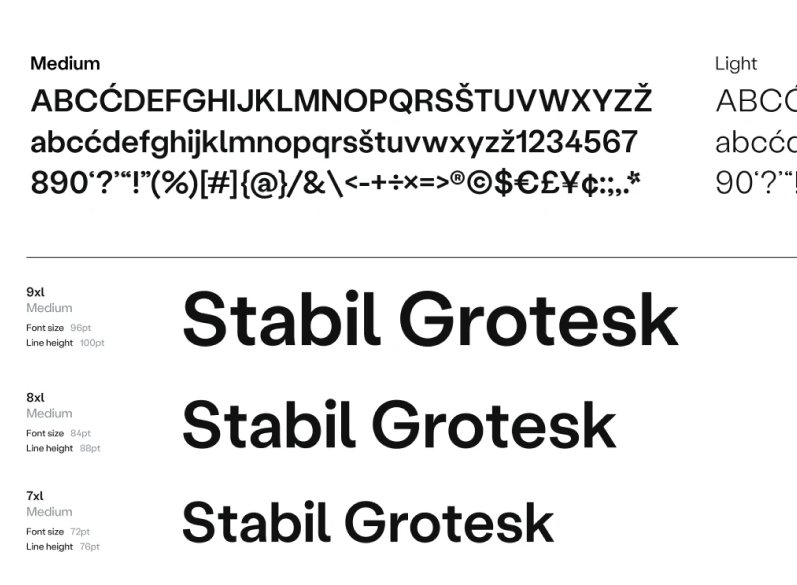 Medium
ABCĆDEFGHIJKLMNOPQRSŠTUVWXYZŽ
abcćdefghijklmnopqrsštuvwxyzž1234567
890‘?’“!”(%)[#]{@}/&\<-+÷×=>®©$€£¥¢:;,.*
Light
ABCĆ
abcćd
90‘?’“!
9xl
Medium
Font size 96pt
Line height 100pt
Stabil Grotesk
8xl
Medium
Font size 84pt
Line height 88pt
Stabil Grotesk
7xl
Medium
Font size 72pt
Line height 76pt
Stabil Grotesk